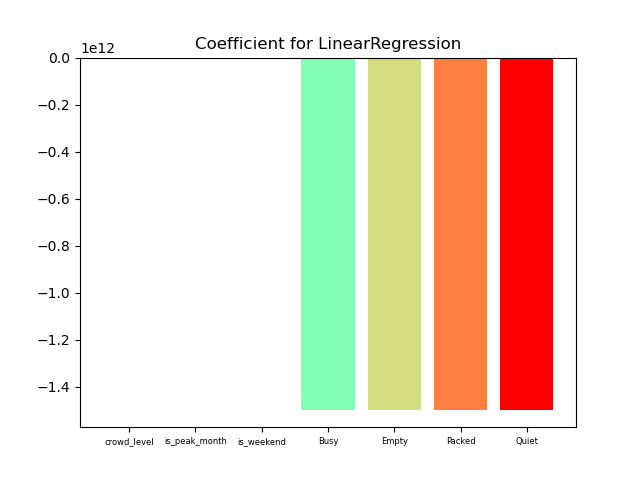 Coefficient for LinearRegression
1e12
0.0
−0.2
−0.4
−0.6
−0.8
−1.0
−1.2
−1.4
crowd_level is_peak_month is_weekend Busy Empty Packed Quiet